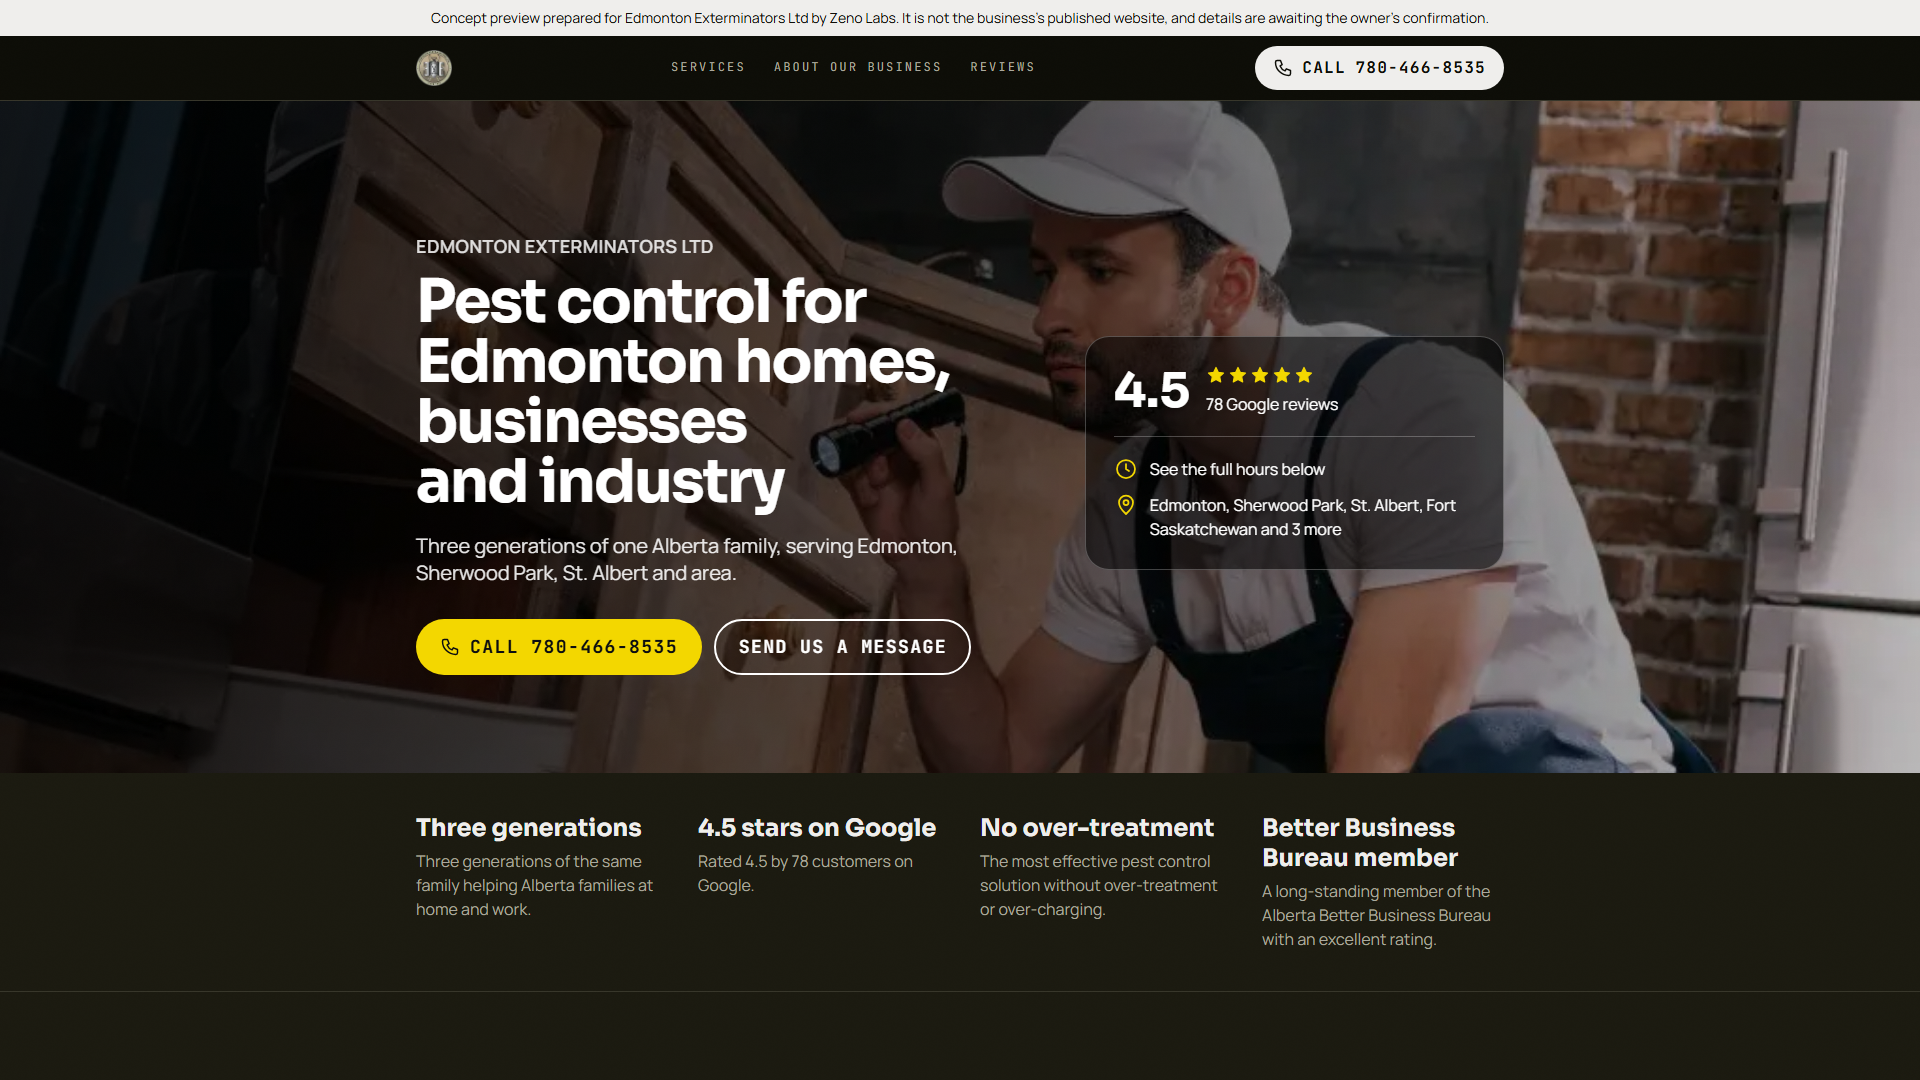 Concept preview prepared for Edmonton Exterminators Ltd by Zeno Labs. It is not the business's published website, and details are awaiting the owner's confirmation.
SERVICES ABOUT OUR BUSINESS REVIEWS
CALL 780-466-8535
EDMONTON EXTERMINATORS LTD
Pest control for
Edmonton homes,
businesses
and industry
Three generations of one Alberta family, serving Edmonton,
Sherwood Park, St. Albert and area.
CALL 780-466-8535
SEND US A MESSAGE
4.5
78 Google reviews
See the full hours below
Edmonton, Sherwood Park, St. Albert, Fort
Saskatchewan and 3 more
Three generations
Three generations of the same
family helping Alberta families at
home and work.
4.5 stars on Google
Rated 4.5 by 78 customers on
Google.
No over-treatment
The most effective pest control
solution without over-treatment
or over-charging.
Better Business
Bureau member
A long-standing member of the
Alberta Better Business Bureau
with an excellent rating.